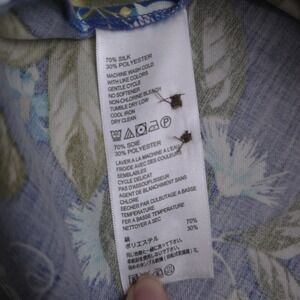 70% SILK
30% POLYESTER
MACHINE WASH COLD
WITH LIKE COLORS
GENTLE CYCLE
NO SOFTENER
NON-CHLORINE BLEACH
TUMBLE DRY LOW
COOL IRON
DRY CLEAN
70% SOIE
30% POLYESTER
LAVER A LA MACHINE A L'EAU
FROIDE AVEC DES COULEURS
SEMBLABLES
CYCLE DELICAT
PAS D'ASSOUPLISSEUR
AGENT BLANCHIMENT SANS
CHLORE
SECHER PAR CULBUTAGE A BASSE
TEMPERATURE
FER A BASSE TEMPERATURE
NETTOYER A SEC
絹 70%
ポリエステル 30%